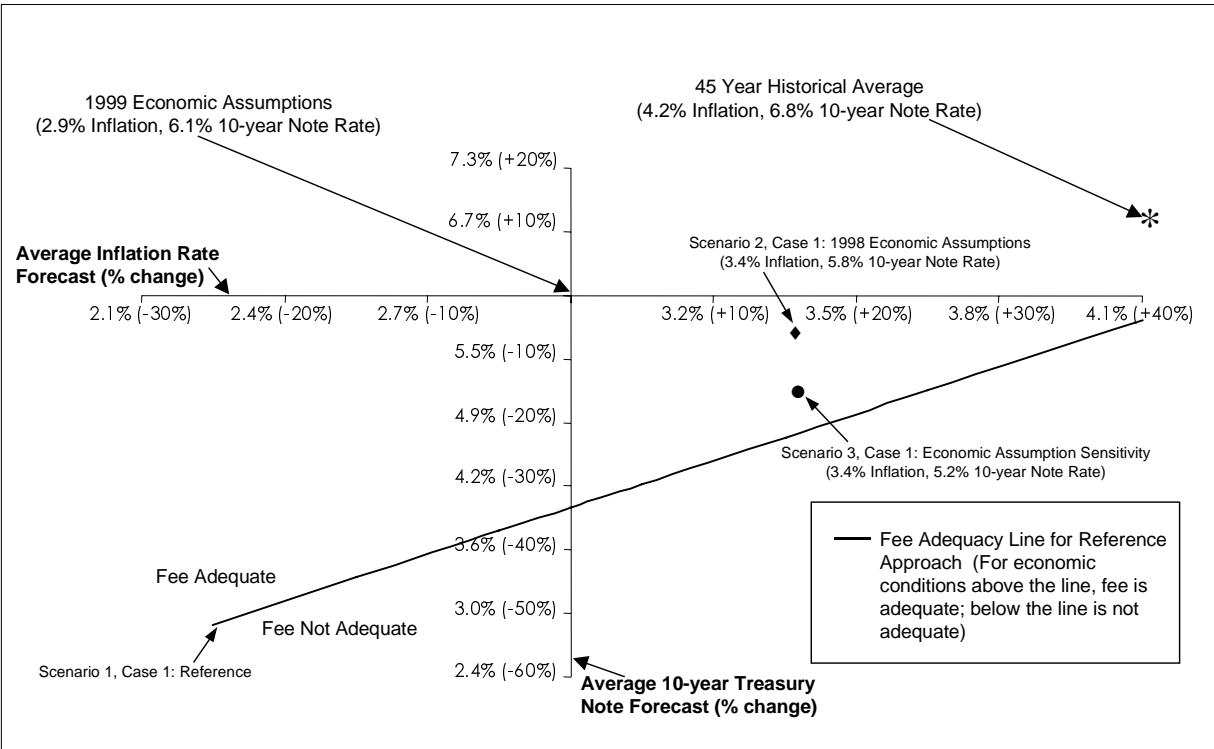 45 Year Historical Average
(4.2% Inflation, 6.8% 10-year Note Rate)
1999 Economic Assumptions
(2.9% Inflation, 6.1% 10-year Note Rate)
7.3% (+20%)
6.7% (+10%)
*
Scenario 2, Case 1: 1998 Economic Assumptions
(3.4% Inflation, 5.8% 10-year Note Rate)
Average Inflation Rate
Forecast (% change)
2.1% (-30%)
2.4% (-20%)
2.7% (-10%)
3.2% (+10%)
3.5% (+20%)
3.8% (+30%)
4.1% (+40%)
5.5% (-10%)
4.9% (-20%)
4.2% (-30%)
3.6% (-40%)
3.0% (-50%)
2.4% (-60%)
Scenario 3, Case 1: Economic Assumption Sensitivity
(3.4% Inflation, 5.2% 10-year Note Rate)
Fee Adequacy Line for Reference
Approach (For economic
conditions above the line, fee is
adequate; below the line is not
adequate)
Fee Adequate
Fee Not Adequate
Scenario 1, Case 1: Reference
Average 10-year Treasury
Note Forecast (% change)